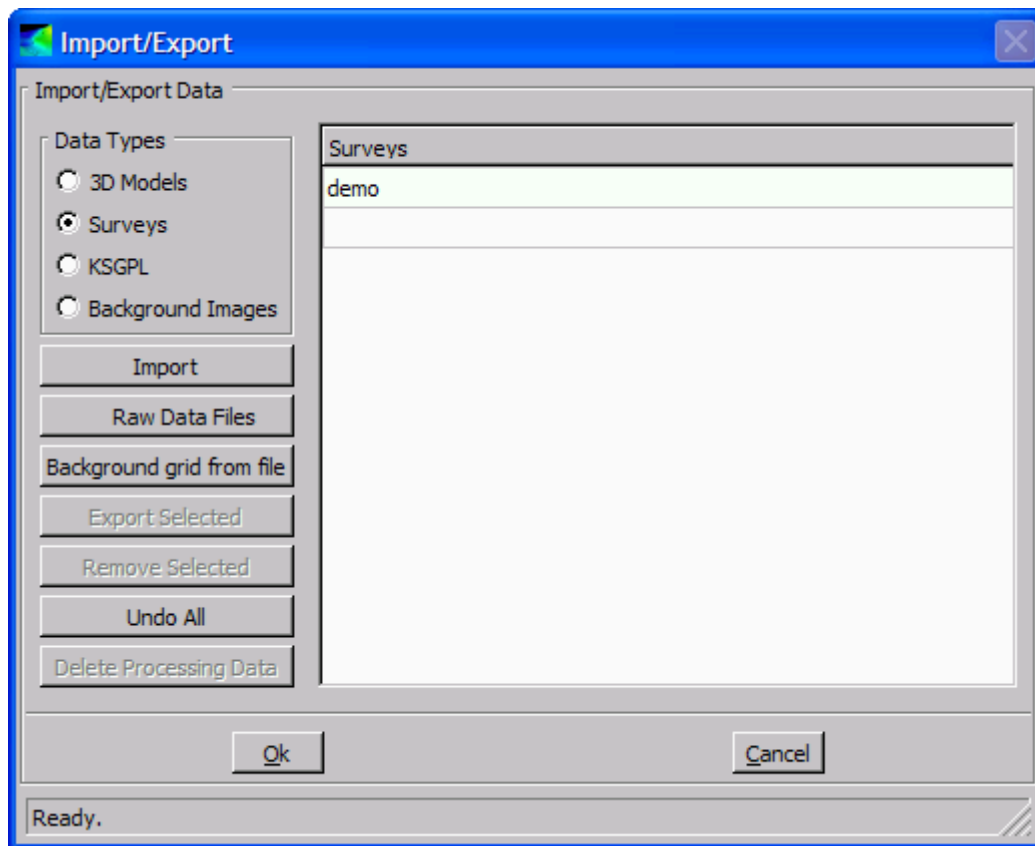 Import/Export
Import/Export Data
Data Types
3D Models
Surveys
KSGPL
Background Images
Import
Raw Data Files
Background grid from file
Export Selected
Remove Selected
Undo All
Delete Processing Data
Surveys
demo
Ok
Cancel
Ready.